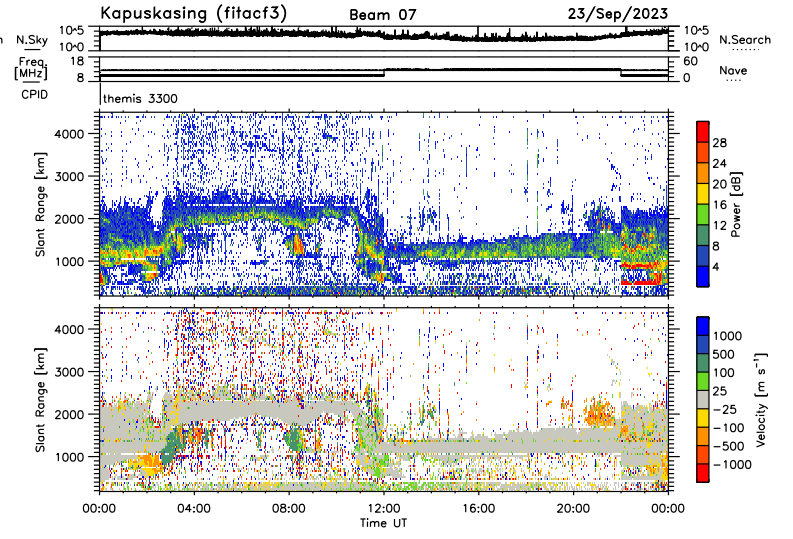 Kapuskasing (fitacf3) Beam 07 23/Sep/2023
N.Sky 10^5 10^0 10^5 10^0 N.Search
Freq. [MHz] 18 8 60 0 Nave
CPID themis 3300
Slant Range [km]
4000
3000
2000
1000
Power [dB]
28
24
20
16
12
8
4
Slant Range [km]
4000
3000
2000
1000
Velocity [m s^-1]
1000
500
100
25
-25
-100
-500
-1000
00:00 04:00 08:00 12:00 16:00 20:00 00:00
Time UT